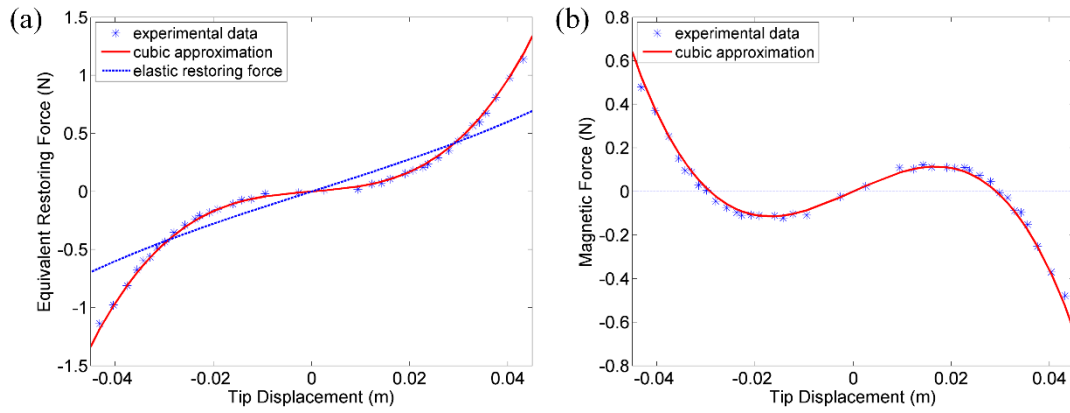 (a)
1.5
1
0.5
0
-0.5
-1
-1.5
Equivalent Restoring Force (N)
experimental data
cubic approximation
elastic restoring force
-0.04
-0.02
0
0.02
0.04
Tip Displacement (m)
(b)
0.8
0.6
0.4
0.2
0
-0.2
-0.4
-0.6
-0.8
Magnetic Force (N)
experimental data
cubic approximation
-0.04
-0.02
0
0.02
0.04
Tip Displacement (m)